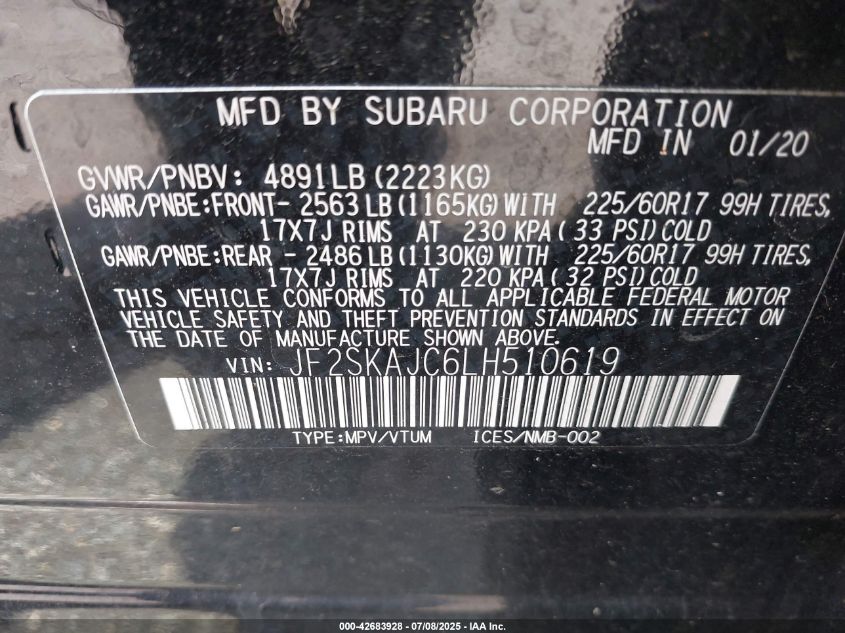 MFD BY SUBARU CORPORATION
MFD IN 01/20
GVWR/PNBV: 4891LB (2223KG)
GAWR/PNBE:FRONT- 2563 LB (1165KG) WITH 225/60R17 99H TIRES,
17X7J RIMS AT 230 KPA ( 33 PSI) COLD
GAWR/PNBE:REAR - 2486 LB (1130KG) WITH 225/60R17 99H TIRES,
17X7J RIMS AT 220 KPA ( 32 PSI) COLD
THIS VEHICLE CONFORMS TO ALL APPLICABLE FEDERAL MOTOR
VEHICLE SAFETY AND THEFT PREVENTION STANDARDS IN EFFECT ON
THE DATE OF MANUFACTURE SHOWN ABOVE.
VIN: JF2SKAJC6LH510619
TYPE:MPV/VTUM ICES/NMB-002
000-42683928 - 07/08/2025 - IAA Inc.